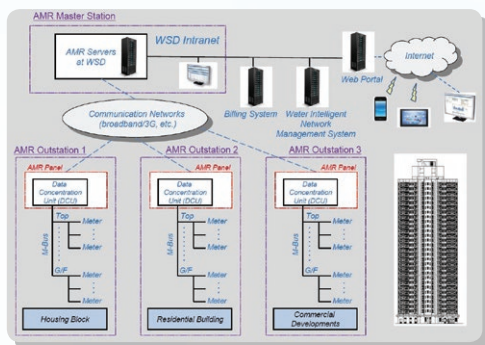 AMR Master Station
AMR Servers
at WSD
WSD Intranet
Web Portal
Internet
Billing System
Water Intelligent
Network
Management System
Communication Networks
(broadband/3G, etc.)
AMR Outstation 1
AMR Panel
Data
Concentration
Unit (DCU)
Top
Meter
Meter
M-Bus
G/F
Meter
Meter
Housing Block
AMR Outstation 2
AMR Panel
Data
Concentration
Unit (DCU)
Top
Meter
Meter
M-Bus
G/F
Meter
Meter
Residential Building
AMR Outstation 3
AMR Panel
Data
Concentration
Unit (DCU)
Top
Meter
Meter
M-Bus
G/F
Meter
Meter
Commercial
Developments